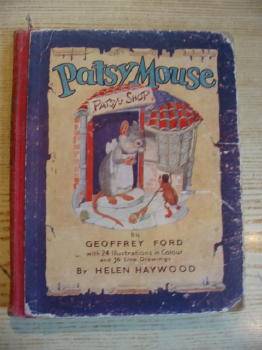 Patsy Mouse
PATSY'S SHOP
by
GEOFFREY FORD
with 24 Illustrations in Colour
and 36 Line Drawings
By HELEN HAYWOOD